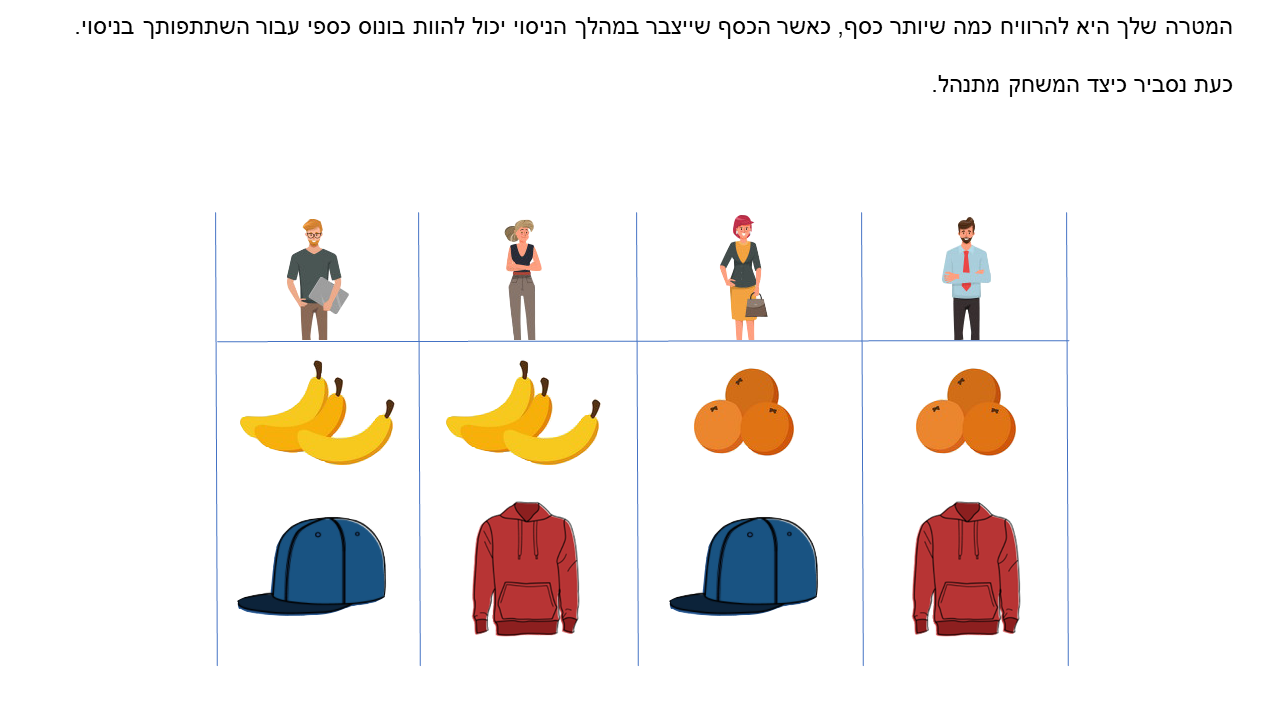 המטרה שלך היא להרוויח כמה שיותר כסף, כאשר הכסף שייצבר במהלך הניסוי יכול להוות בונוס כספי עבור השתתפותך בניסוי.
כעת נסביר כיצד המשחק מתנהל.